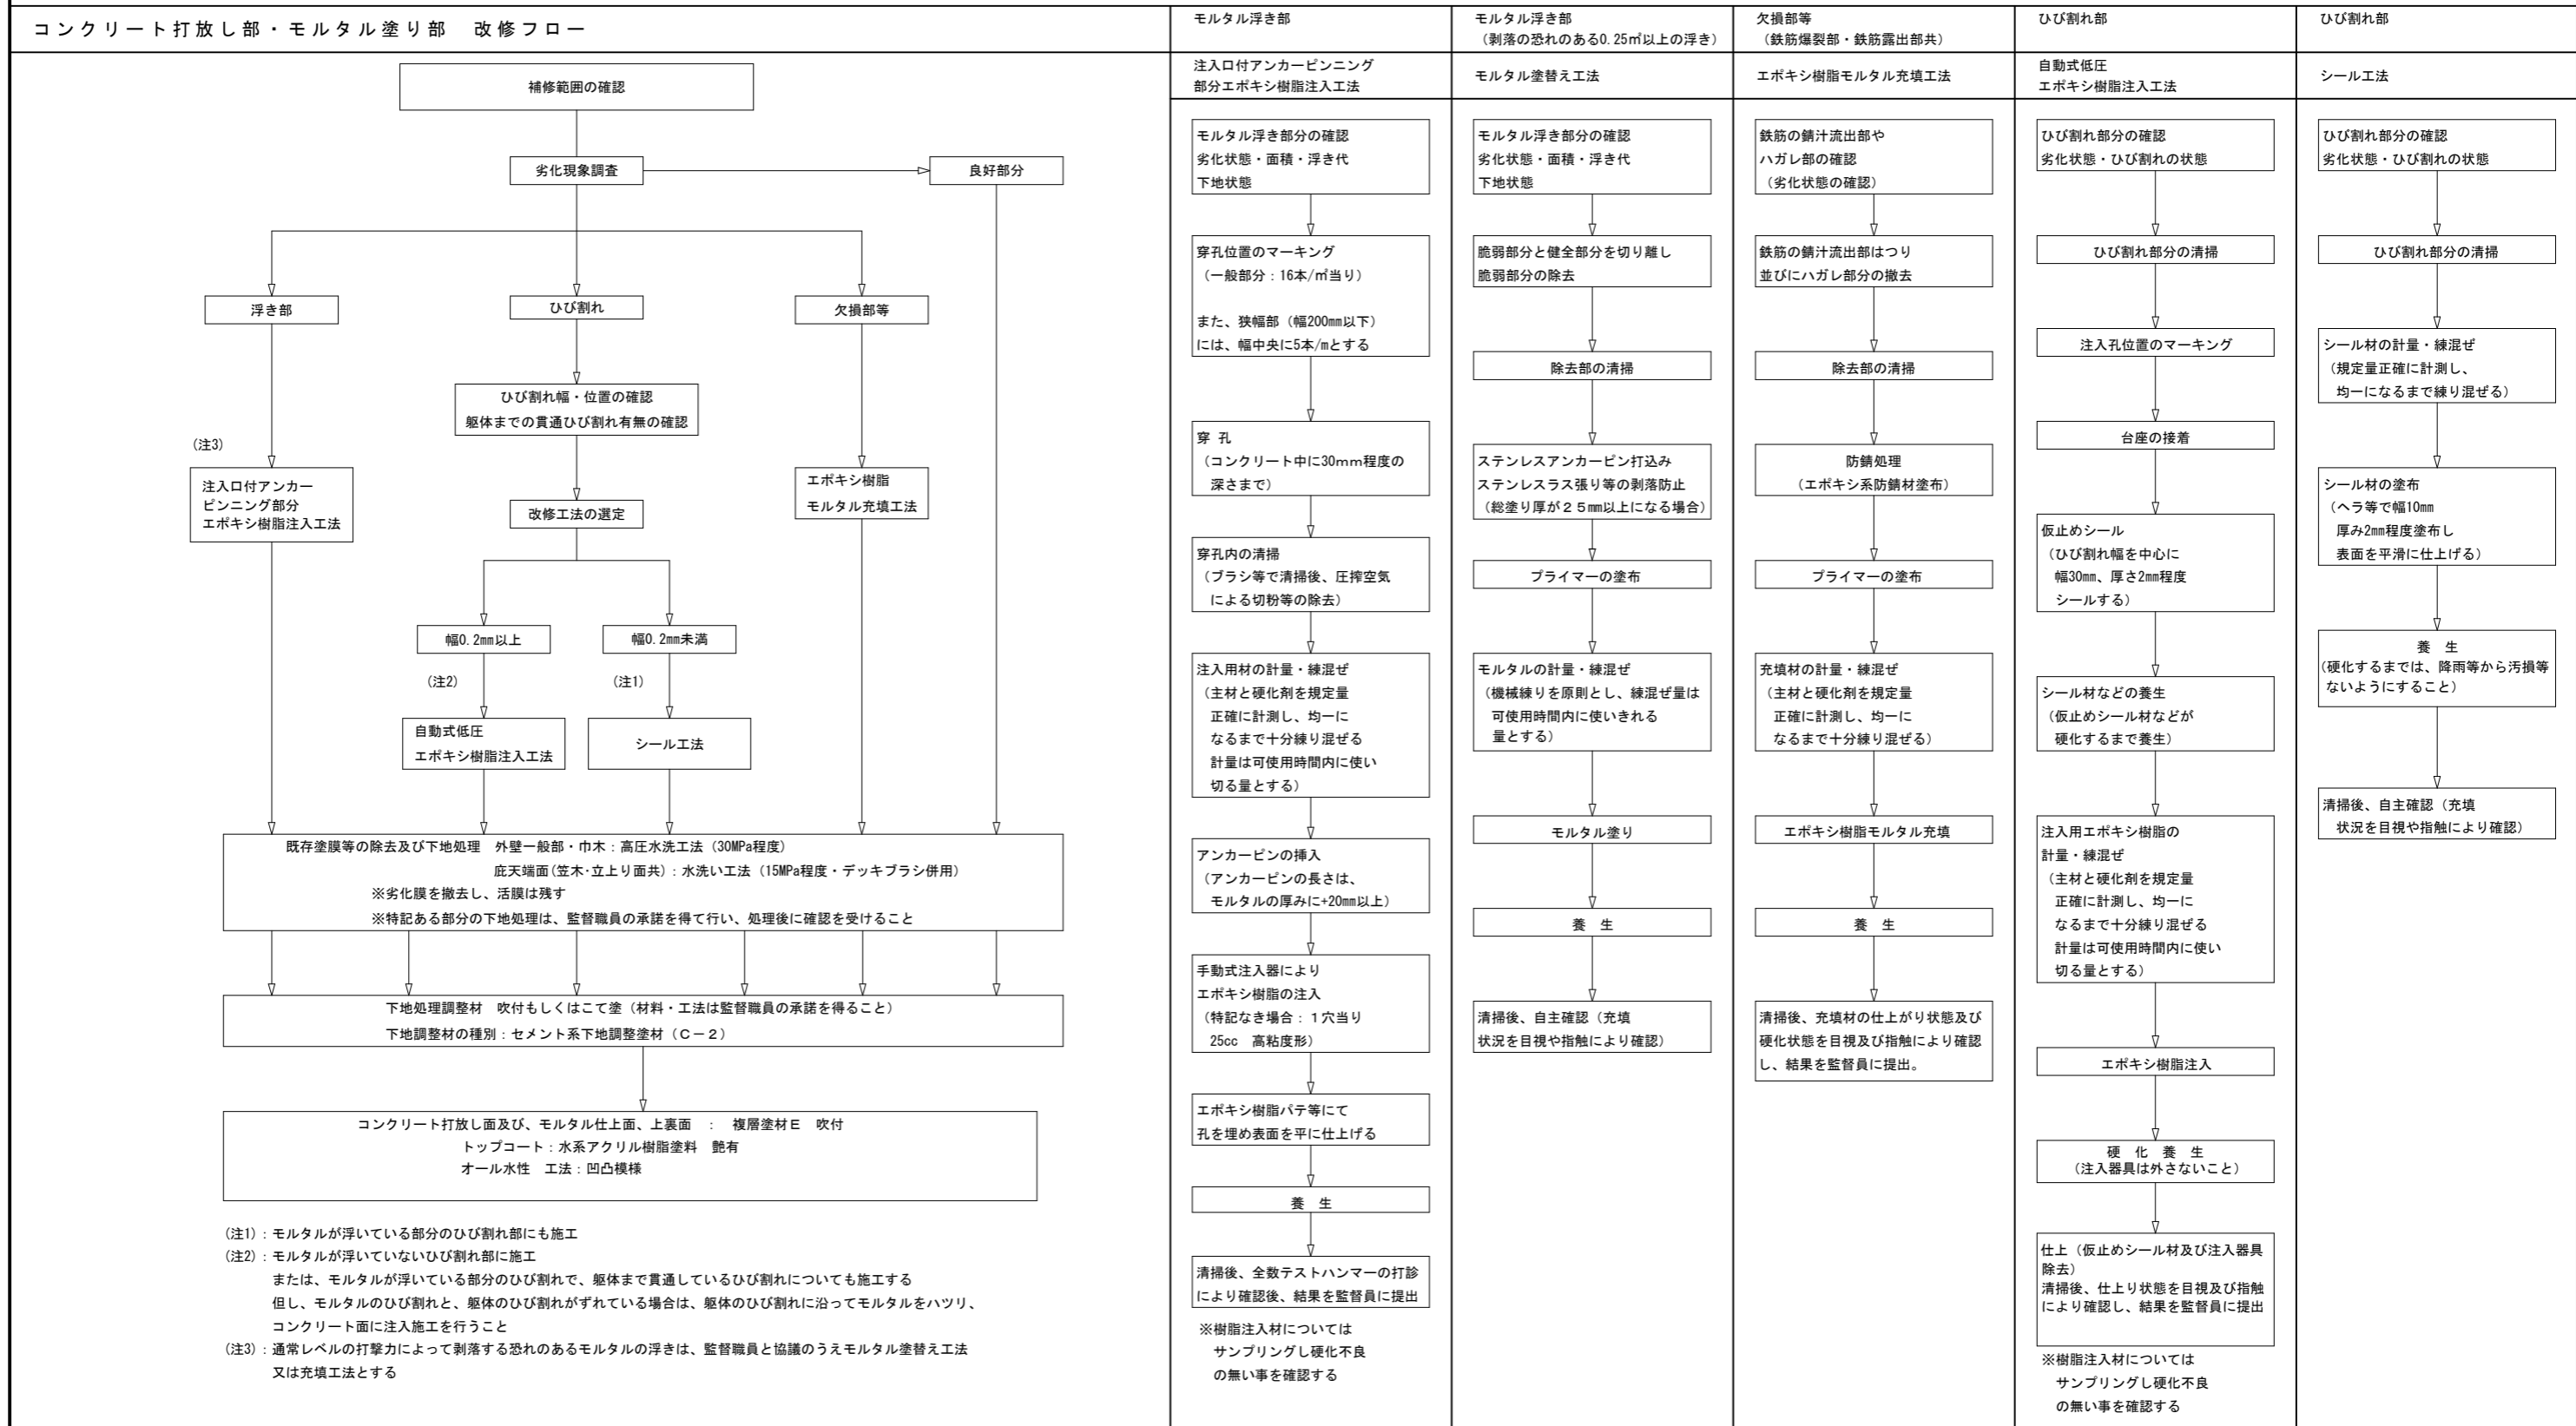 コンクリート打放し部・モルタル塗り部　改修フロー
補修範囲の確認
劣化現象調査
良好部分
浮き部
ひび割れ
欠損部等
ひび割れ幅・位置の確認
躯体までの貫通ひび割れ有無の確認
(注3)
注入口付アンカー
ピンニング部分
エポキシ樹脂注入工法
改修工法の選定
エポキシ樹脂
モルタル充填工法
幅0.2㎜以上
幅0.2㎜未満
(注2)
(注1)
自動式低圧
エポキシ樹脂注入工法
シール工法
既存塗膜等の除去及び下地処理　外壁一般部・巾木：高圧水洗工法（30MPa程度）
庇天端面(笠木･立上り面共)：水洗い工法（15MPa程度・デッキブラシ併用）
※劣化膜を撤去し、活膜は残す
※特記ある部分の下地処理は、監督職員の承諾を得て行い、処理後に確認を受けること
下地処理調整材　吹付もしくはこて塗（材料・工法は監督職員の承諾を得ること）
下地調整材の種別：セメント系下地調整塗材（Ｃ－２）
コンクリート打放し面及び、モルタル仕上面、上裏面　：　複層塗材Ｅ　吹付
トップコート：水系アクリル樹脂塗料　艶有
オール水性　工法：凹凸模様
(注1)：モルタルが浮いている部分のひび割れ部にも施工
(注2)：モルタルが浮いていないひび割れ部に施工
または、モルタルが浮いている部分のひび割れで、躯体まで貫通しているひび割れについても施工する
但し、モルタルのひび割れと、躯体のひび割れがずれている場合は、躯体のひび割れに沿ってモルタルをハツリ、
コンクリート面に注入施工を行うこと
(注3)：通常レベルの打撃力によって剥落する恐れのあるモルタルの浮きは、監督職員と協議のうえモルタル塗替え工法
又は充填工法とする
モルタル浮き部
注入口付アンカーピンニング
部分エポキシ樹脂注入工法
モルタル浮き部分の確認
劣化状態・面積・浮き代
下地状態
穿孔位置のマーキング
（一般部分：16本/㎡当り）
また、狭幅部（幅200㎜以下）
には、幅中央に5本/mとする
穿 孔
（コンクリート中に30ｍｍ程度の
深さまで）
穿孔内の清掃
（ブラシ等で清掃後、圧搾空気
による切粉等の除去）
注入用材の計量・練混ぜ
（主材と硬化剤を規定量
正確に計測し、均一に
なるまで十分練り混ぜる
計量は可使用時間内に使い
切る量とする）
アンカーピンの挿入
（アンカーピンの長さは、
モルタルの厚みに+20㎜以上）
手動式注入器により
エポキシ樹脂の注入
（特記なき場合：１穴当り
25cc　高粘度形）
エポキシ樹脂パテ等にて
孔を埋め表面を平に仕上げる
養　生
清掃後、全数テストハンマーの打診
により確認後、結果を監督員に提出
※樹脂注入材については
サンプリングし硬化不良
の無い事を確認する
モルタル浮き部
（剥落の恐れのある0.25㎡以上の浮き）
モルタル塗替え工法
モルタル浮き部分の確認
劣化状態・面積・浮き代
下地状態
脆弱部分と健全部分を切り離し
脆弱部分の除去
除去部の清掃
ステンレスアンカーピン打込み
ステンレスラス張り等の剥落防止
（総塗り厚が２５㎜以上になる場合）
プライマーの塗布
モルタルの計量・練混ぜ
（機械練りを原則とし、練混ぜ量は
可使用時間内に使いきれる
量とする）
モルタル塗り
養　生
清掃後、自主確認（充填
状況を目視や指触により確認）
欠損部等
（鉄筋爆裂部・鉄筋露出部共）
エポキシ樹脂モルタル充填工法
鉄筋の錆汁流出部や
ハガレ部の確認
（劣化状態の確認）
鉄筋の錆汁流出部はつり
並びにハガレ部分の撤去
除去部の清掃
防錆処理
（エポキシ系防錆材塗布）
プライマーの塗布
充填材の計量・練混ぜ
（主材と硬化剤を規定量
正確に計測し、均一に
なるまで十分練り混ぜる）
エポキシ樹脂モルタル充填
養　生
清掃後、充填材の仕上がり状態及び
硬化状態を目視及び指触により確認
し、結果を監督員に提出。
ひび割れ部
自動式低圧
エポキシ樹脂注入工法
ひび割れ部分の確認
劣化状態・ひび割れの状態
ひび割れ部分の清掃
注入孔位置のマーキング
台座の接着
仮止めシール
（ひび割れ幅を中心に
幅30㎜、厚さ2㎜程度
シールする）
シール材などの養生
（仮止めシール材などが
硬化するまで養生）
注入用エポキシ樹脂の
計量・練混ぜ
（主材と硬化剤を規定量
正確に計測し、均一に
なるまで十分練り混ぜる
計量は可使用時間内に使い
切る量とする）
エポキシ樹脂注入
硬　化　養　生
（注入器具は外さないこと）
仕上（仮止めシール材及び注入器具
除去）
清掃後、仕上り状態を目視及び指触
により確認し、結果を監督員に提出
※樹脂注入材については
サンプリングし硬化不良
の無い事を確認する
ひび割れ部
シール工法
ひび割れ部分の確認
劣化状態・ひび割れの状態
ひび割れ部分の清掃
シール材の計量・練混ぜ
（規定量正確に計測し、
均一になるまで練り混ぜる）
シール材の塗布
（ヘラ等で幅10㎜
厚み2㎜程度塗布し
表面を平滑に仕上げる）
養　生
（硬化するまでは、降雨等から汚損等
ないようにすること）
清掃後、自主確認（充填
状況を目視や指触により確認）